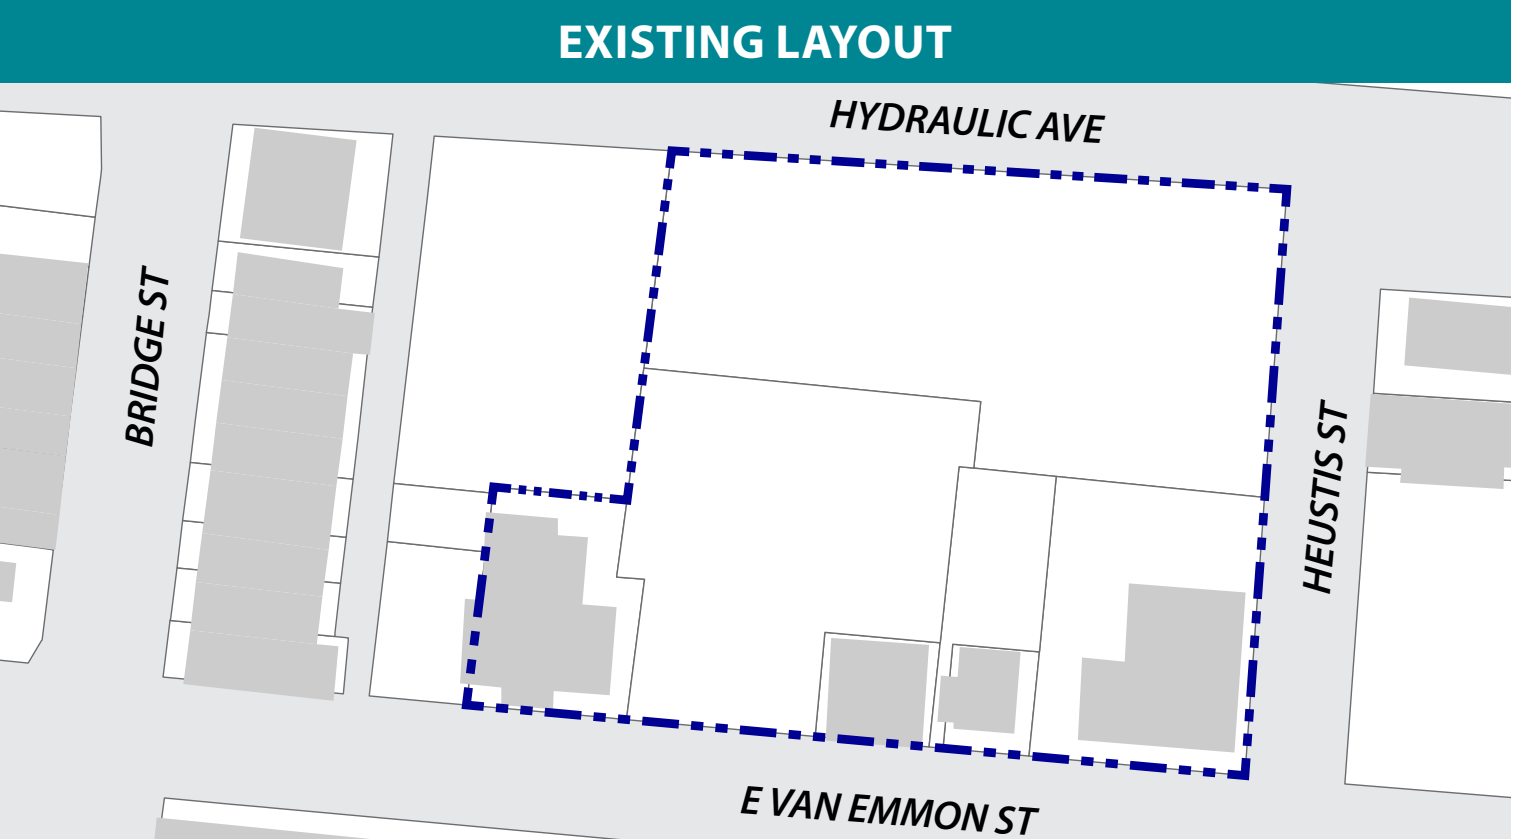 EXISTING LAYOUT
HYDRAULIC AVE
BRIDGE ST
HEUSTIS ST
E VAN EMMON ST